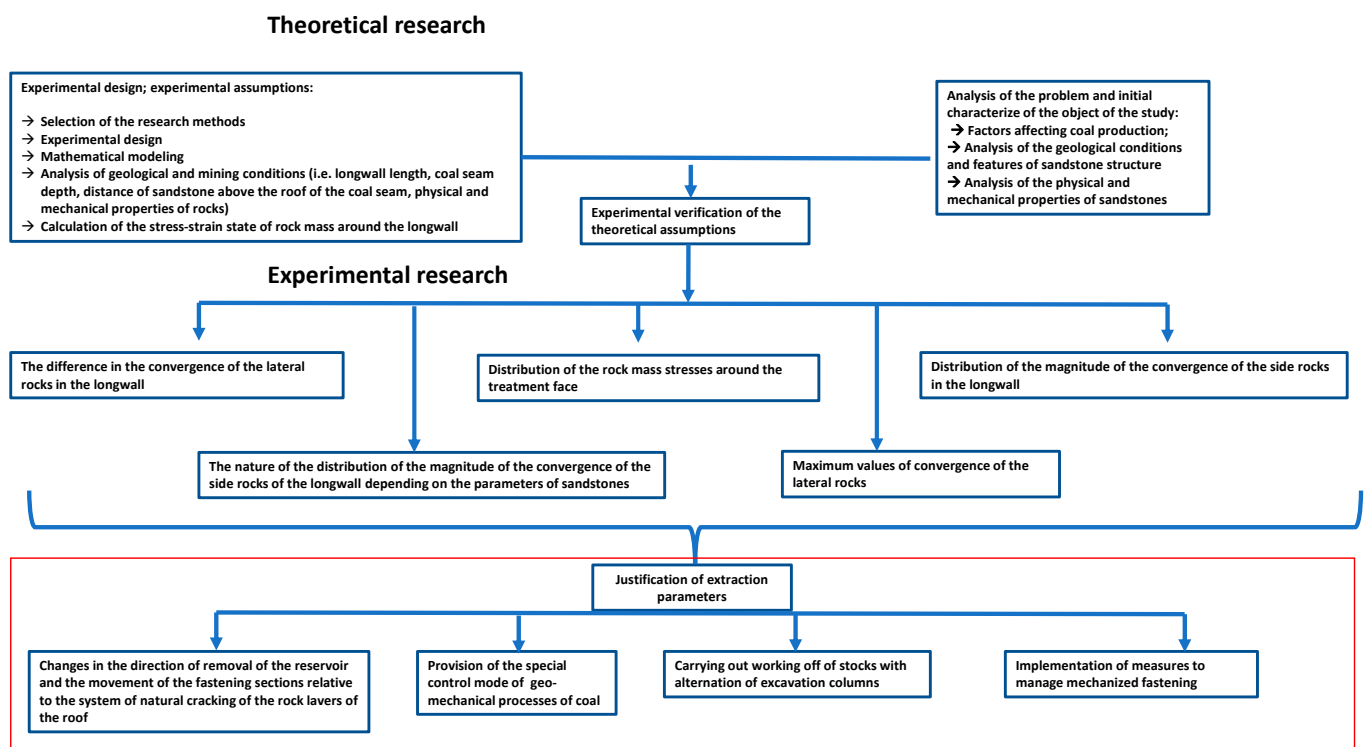 Theoretical research
Experimental design; experimental assumptions:
→ Selection of the research methods
→ Experimental design
→ Mathematical modeling
→ Analysis of geological and mining conditions (i.e. longwall length, coal seam
depth, distance of sandstone above the roof of the coal seam, physical and
mechanical properties of rocks)
→ Calculation of the stress-strain state of rock mass around the longwall
Analysis of the problem and initial
characterize of the object of the study:
→ Factors affecting coal production;
→ Analysis of the geological conditions
and features of sandstone structure
→ Analysis of the physical and
mechanical properties of sandstones
Experimental verification of the
theoretical assumptions
Experimental research
The difference in the convergence of the lateral
rocks in the longwall
Distribution of the rock mass stresses around the
treatment face
Distribution of the magnitude of the convergence of the side rocks
in the longwall
The nature of the distribution of the magnitude of the convergence of the
side rocks of the longwall depending on the parameters of sandstones
Maximum values of convergence of the
lateral rocks
Justification of extraction
parameters
Changes in the direction of removal of the reservoir
and the movement of the fastening sections relative
to the system of natural cracking of the rock layers of
the roof
Provision of the special
control mode of geo-
mechanical processes of coal
Carrying out working off of stocks with
alternation of excavation columns
Implementation of measures to
manage mechanized fastening